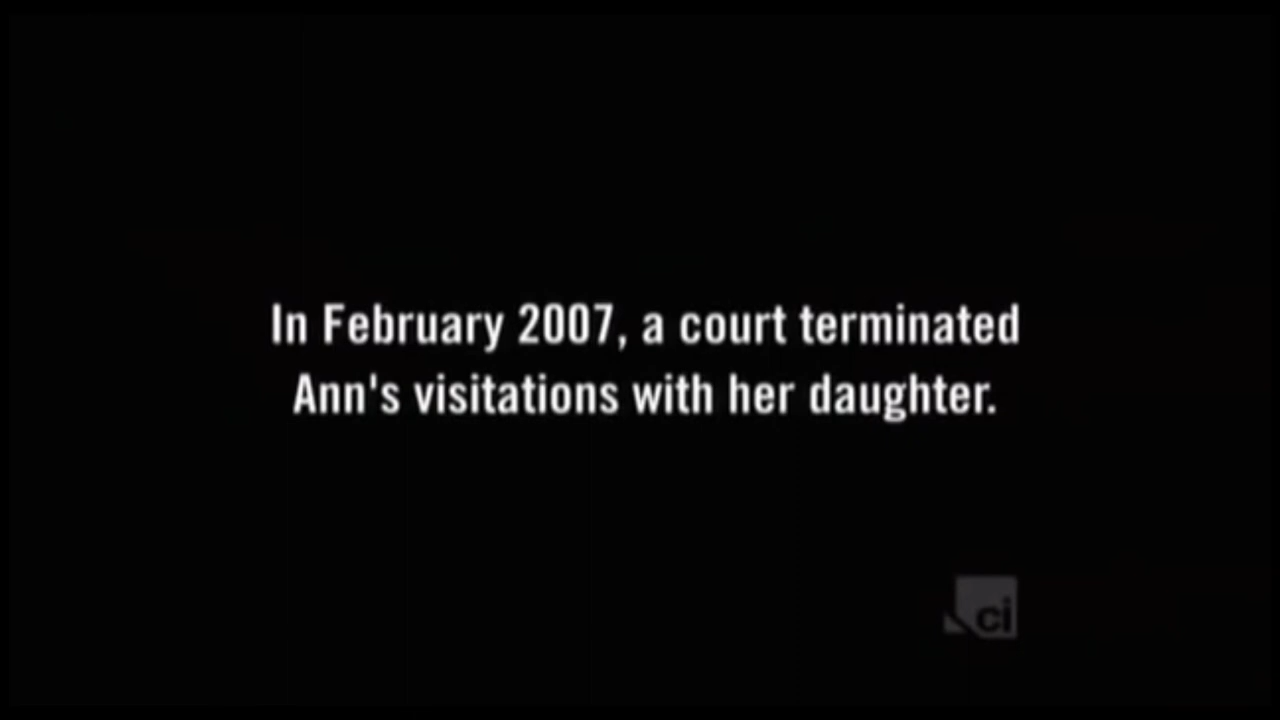 In February 2007, a court terminated
Ann's visitations with her daughter.
ci